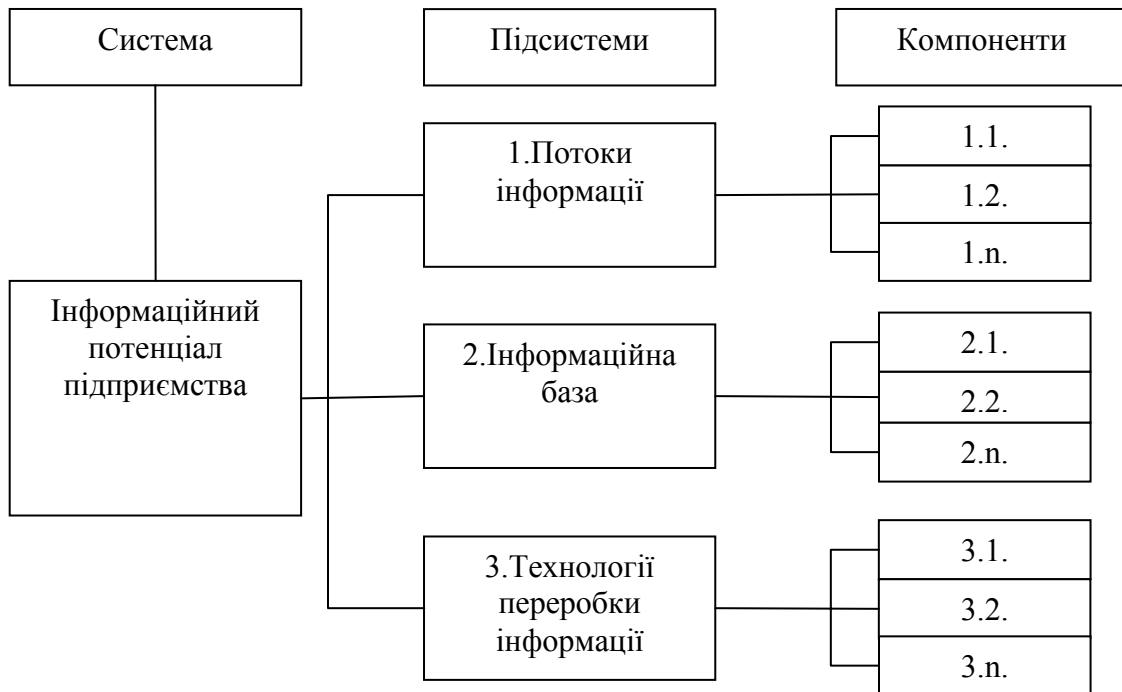 Система
Підсистеми
Компоненти
Інформаційний
потенціал
підприємства
1.Потоки
інформації
1.1.
1.2.
1.n.
2.Інформаційна
база
2.1.
2.2.
2.n.
3.Технології
переробки
інформації
3.1.
3.2.
3.n.